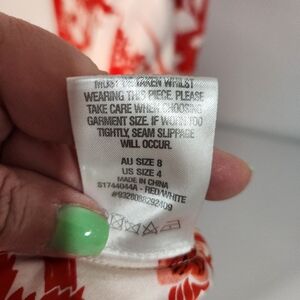 MUST BE TAKEN WHILST
WEARING THIS PIECE. PLEASE
TAKE CARE WHEN CHOOSING
GARMENT SIZE. IF WORN TOO
TIGHTLY, SEAM SLIPPAGE
WILL OCCUR.
AU SIZE 8
US SIZE 4
MADE IN CHINA
S1744044A - RED/WHITE
#9328088292409